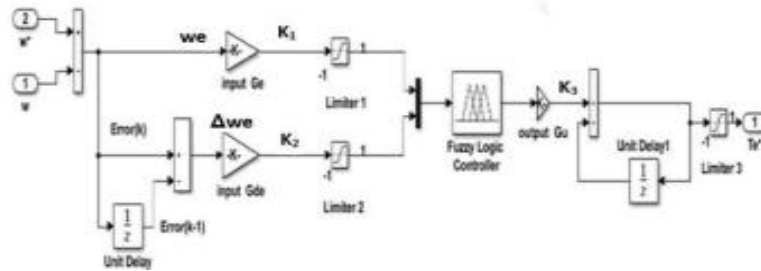 2
w*
1
w
we
K₁
-K-
input Ge
1
-1
Limiter 1
Error(k)
Δwe
K₂
-K-
input Gde
1
-1
Limiter 2
1
z
Unit Delay
Error(k-1)
Fuzzy Logic
Controller
K₃
output Gu
Unit Delay1
1
z
1
-1
Limiter 3
1
Te*